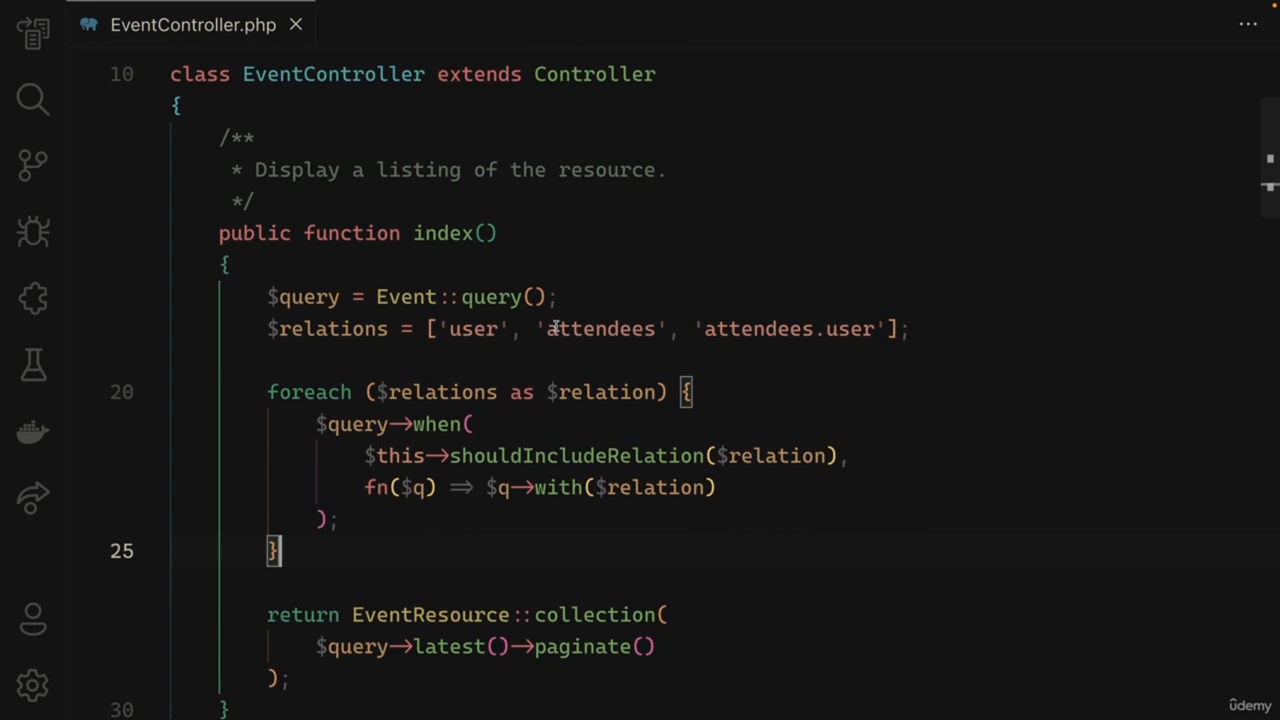 EventController.php
10 class EventController extends Controller
{
/**
* Display a listing of the resource.
*/
public function index()
{
$query = Event::query();
$relations = ['user', 'attendees', 'attendees.user'];
20 foreach ($relations as $relation) {
$query->when(
$this->shouldIncludeRelation($relation),
fn($q) => $q->with($relation)
);
25 }
return EventResource::collection(
$query->latest()->paginate()
);
30 }
ûdemy